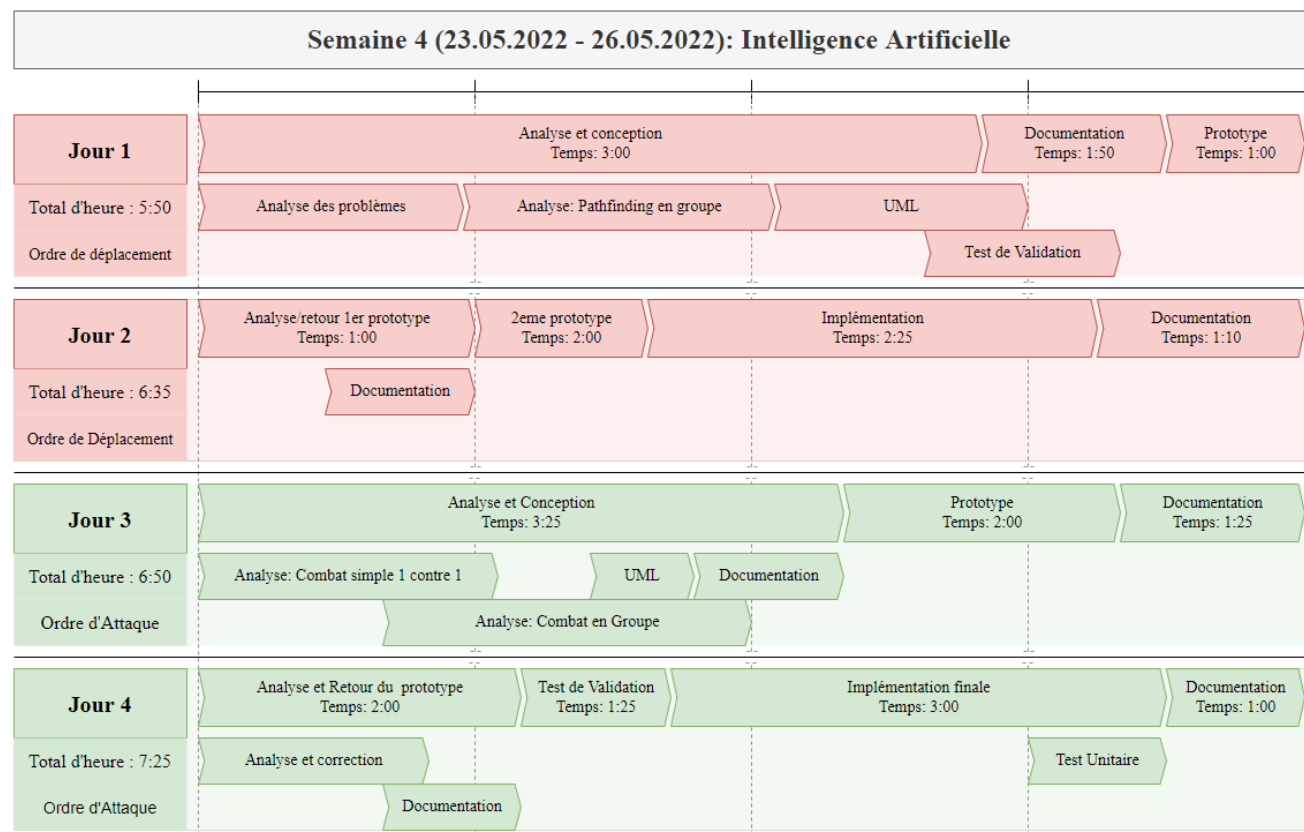 Semaine 4 (23.05.2022 - 26.05.2022): Intelligence Artificielle
Jour 1
Analyse et conception
Temps: 3:00
Documentation
Temps: 1:50
Prototype
Temps: 1:00
Total d'heure : 5:50
Analyse des problèmes
Analyse: Pathfinding en groupe
UML
Ordre de déplacement
Test de Validation
Jour 2
Analyse/retour 1er prototype
Temps: 1:00
2eme prototype
Temps: 2:00
Implémentation
Temps: 2:25
Documentation
Temps: 1:10
Total d'heure : 6:35
Documentation
Ordre de Déplacement
Jour 3
Analyse et Conception
Temps: 3:25
Prototype
Temps: 2:00
Documentation
Temps: 1:25
Total d'heure : 6:50
Analyse: Combat simple 1 contre 1
UML
Documentation
Ordre d'Attaque
Analyse: Combat en Groupe
Jour 4
Analyse et Retour du  prototype
Temps: 2:00
Test de Validation
Temps: 1:25
Implémentation finale
Temps: 3:00
Documentation
Temps: 1:00
Total d'heure : 7:25
Analyse et correction
Test Unitaire
Ordre d'Attaque
Documentation